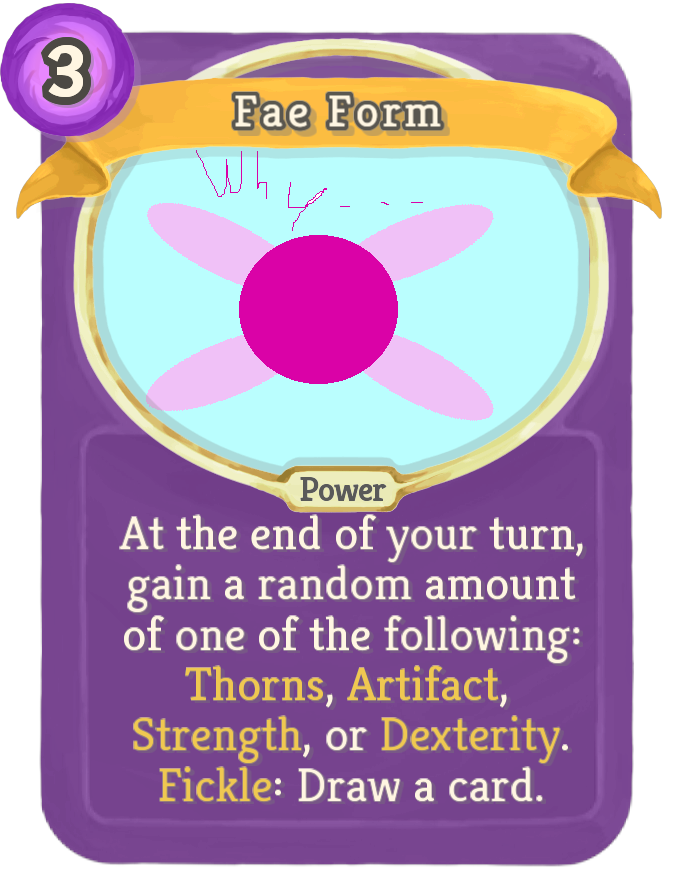 3
Fae Form
Why - - -
Power
At the end of your turn,
gain a random amount
of one of the following:
Thorns, Artifact,
Strength, or Dexterity.
Fickle: Draw a card.